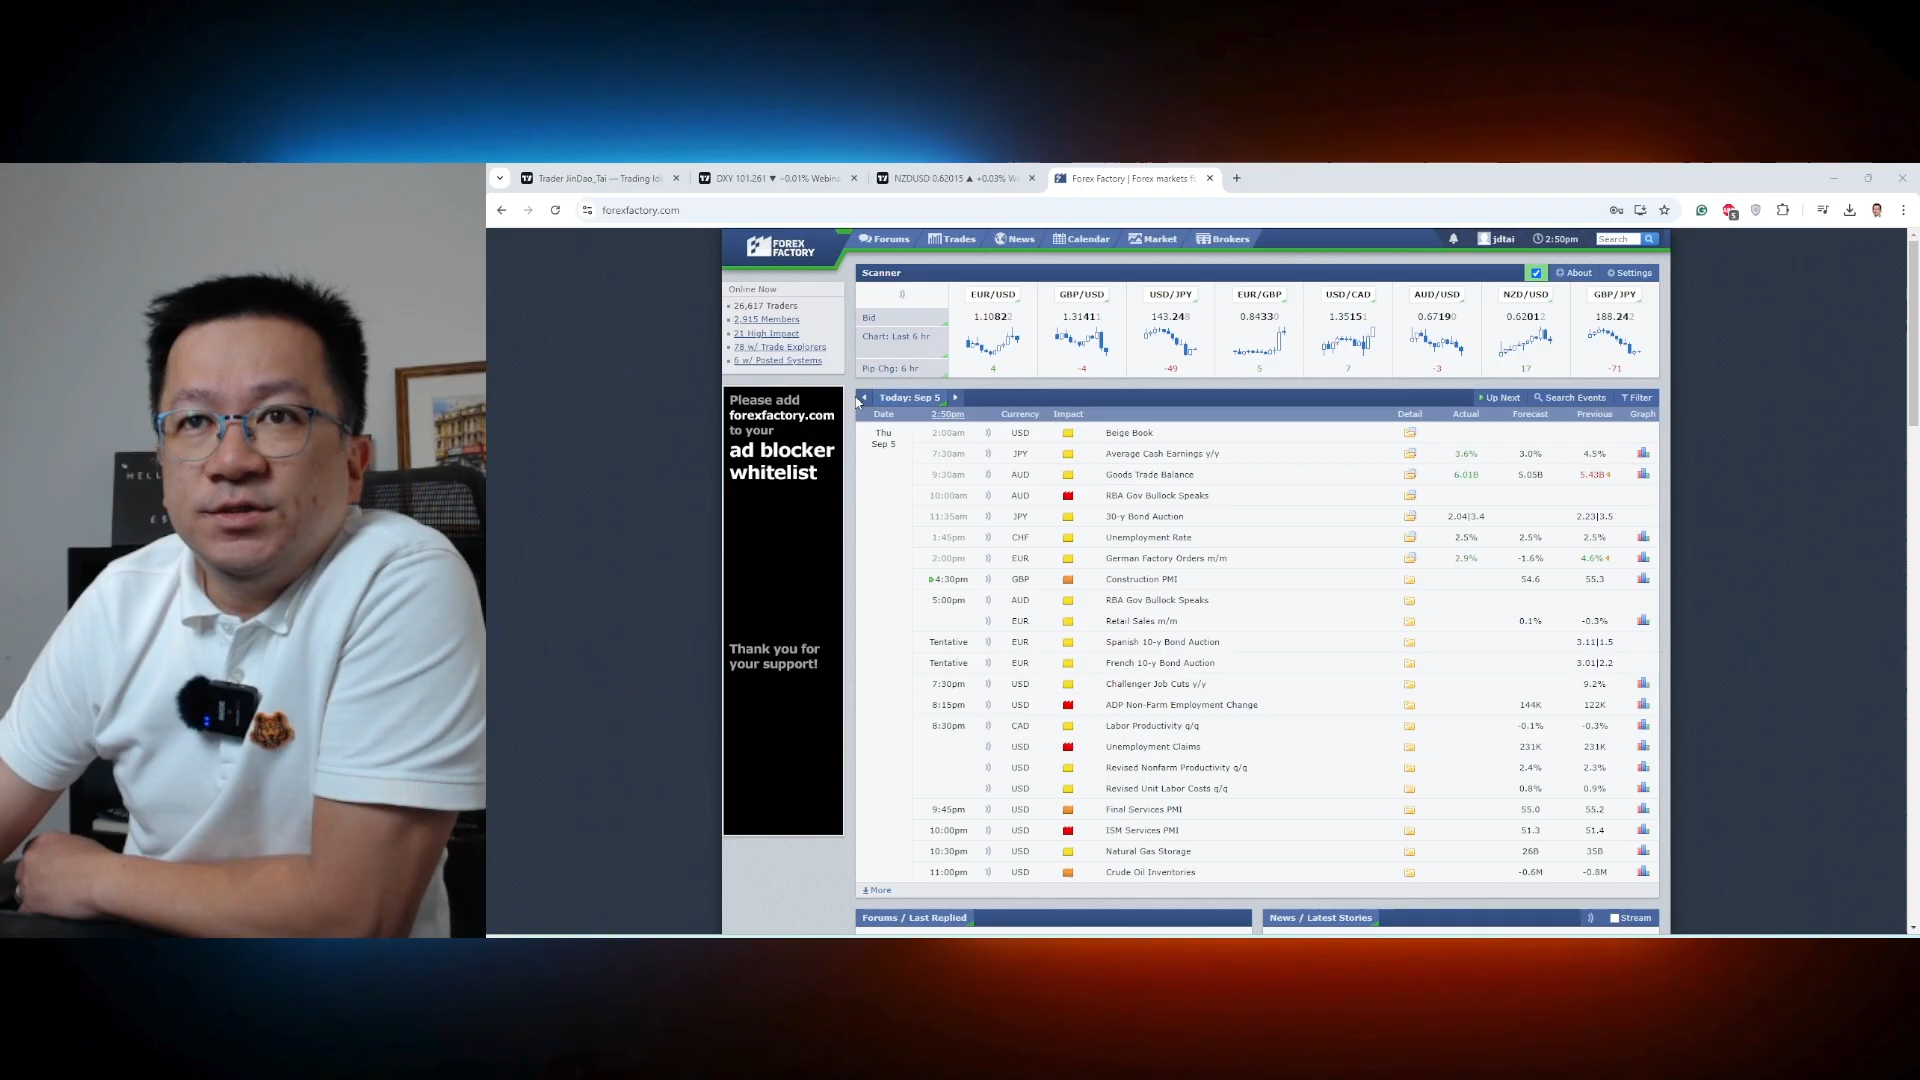 Trader JinDao_Tai — Trading Id
DXY 101.261 ▼ −0.01% Webina
NZDUSD 0.62015 ▲ +0.03% W
Forex Factory | Forex markets fo
forexfactory.com
FOREX FACTORY
Forums Trades News Calendar Market Brokers
jdtai 2:50pm Search
Online Now
26,617 Traders
2,915 Members
21 High Impact
78 w/ Trade Explorers
6 w/ Posted Systems
Please add
forexfactory.com
to your
ad blocker
whitelist
Thank you for
your support!
Scanner About Settings
EUR/USD GBP/USD USD/JPY EUR/GBP USD/CAD AUD/USD NZD/USD GBP/JPY
Bid 1.10822 1.31411 143.248 0.84330 1.35151 0.67190 0.62012 188.242
Chart: Last 6 hr
Pip Chg: 6 hr 4 -4 -49 5 7 -3 17 -71
Today: Sep 5 Up Next Search Events Filter
Date 2:50pm Currency Impact Detail Actual Forecast Previous Graph
Thu Sep 5 2:00am USD Beige Book
7:30am JPY Average Cash Earnings y/y 3.6% 3.0% 4.5%
9:30am AUD Goods Trade Balance 6.01B 5.05B 5.43B
10:00am AUD RBA Gov Bullock Speaks
11:35am JPY 30-y Bond Auction 2.04|3.4 2.23|3.5
1:45pm CHF Unemployment Rate 2.5% 2.5% 2.5%
2:00pm EUR German Factory Orders m/m 2.9% -1.6% 4.6%
4:30pm GBP Construction PMI 54.6 55.3
5:00pm AUD RBA Gov Bullock Speaks
EUR Retail Sales m/m 0.1% -0.3%
Tentative EUR Spanish 10-y Bond Auction 3.11|1.5
Tentative EUR French 10-y Bond Auction 3.01|2.2
7:30pm USD Challenger Job Cuts y/y 9.2%
8:15pm USD ADP Non-Farm Employment Change 144K 122K
8:30pm CAD Labor Productivity q/q -0.1% -0.3%
USD Unemployment Claims 231K 231K
USD Revised Nonfarm Productivity q/q 2.4% 2.3%
USD Revised Unit Labor Costs q/q 0.8% 0.9%
9:45pm USD Final Services PMI 55.0 55.2
10:00pm USD ISM Services PMI 51.3 51.4
10:30pm USD Natural Gas Storage 26B 35B
11:00pm USD Crude Oil Inventories -0.6M -0.8M
More
Forums / Last Replied
News / Latest Stories Stream